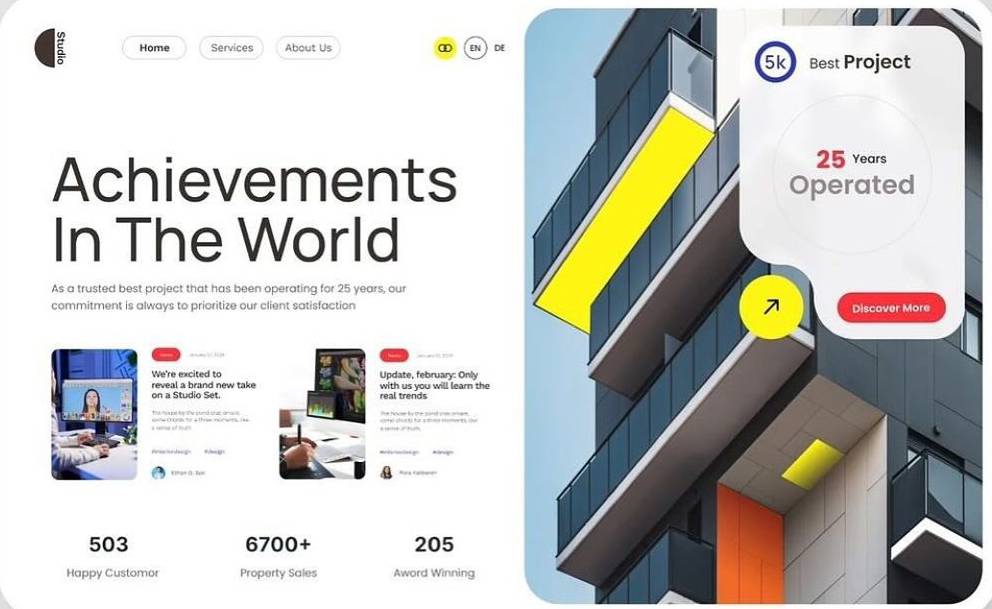 Studio
Home
Services
About Us
EN
DE
Achievements
In The World
As a trusted best project that has been operating for 25 years, our
commitment is always to prioritize our client satisfaction
We're excited to
reveal a brand new take
on a Studio Set.
#design
Update, february: Only
with us you will learn the
real trends
#design
503
Happy Customor
6700+
Property Sales
205
Award Winning
5k
Best Project
25 Years
Operated
Discover More